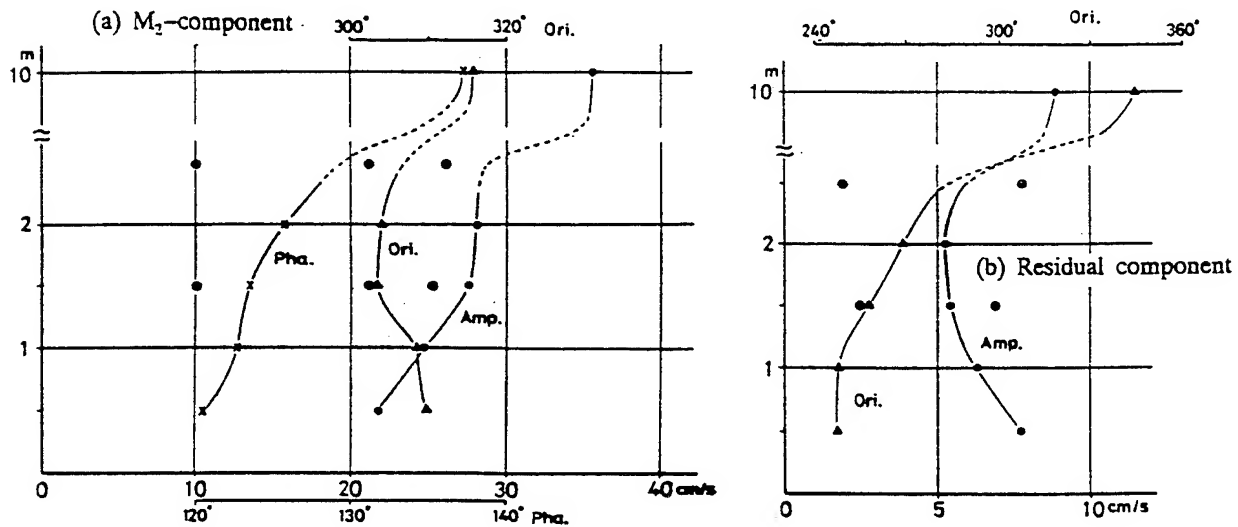 (a) M₂-component
300° 320° Ori.
m
10
≈
2
1
Pha.
Ori.
Amp.
0 10 20 30 40 cm/s
120° 130° 140° Pha.
Ori.
240° 300° 360°
m
10
≈
2
1
(b) Residual component
Amp.
Ori.
0 5 10 cm/s